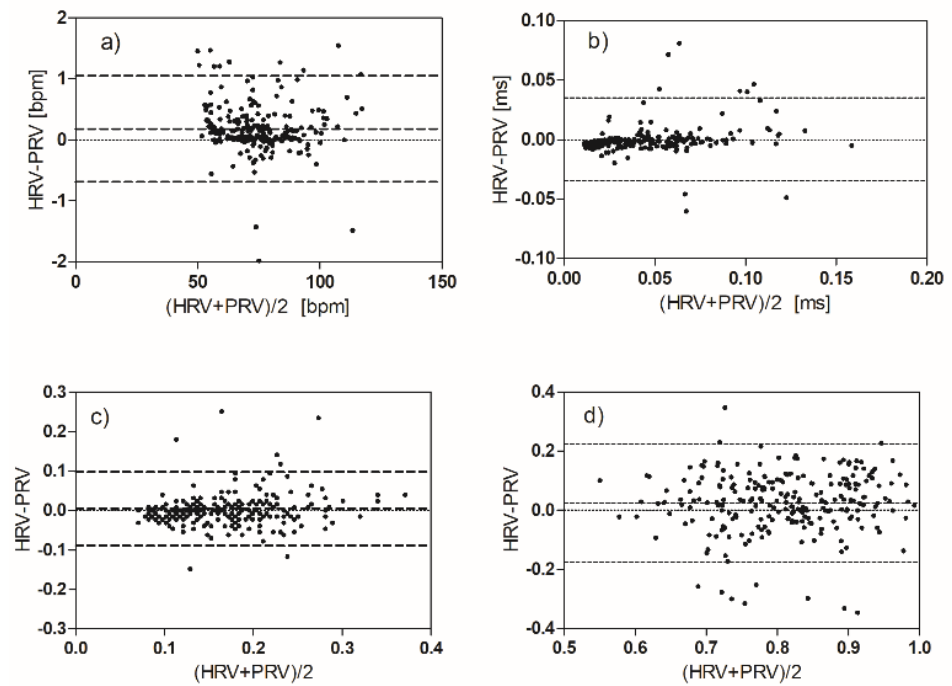 a)
HRV-PRV [bpm]
2
1
0
-1
-2
0 50 100 150
(HRV+PRV)/2 [bpm]
b)
HRV-PRV [ms]
0.10
0.05
0.00
-0.05
-0.10
0.00 0.05 0.10 0.15 0.20
(HRV+PRV)/2 [ms]
c)
HRV-PRV
0.3
0.2
0.1
0.0
-0.1
-0.2
-0.3
0.0 0.1 0.2 0.3 0.4
(HRV+PRV)/2
d)
HRV-PRV
0.4
0.2
0.0
-0.2
-0.4
0.5 0.6 0.7 0.8 0.9 1.0
(HRV+PRV)/2